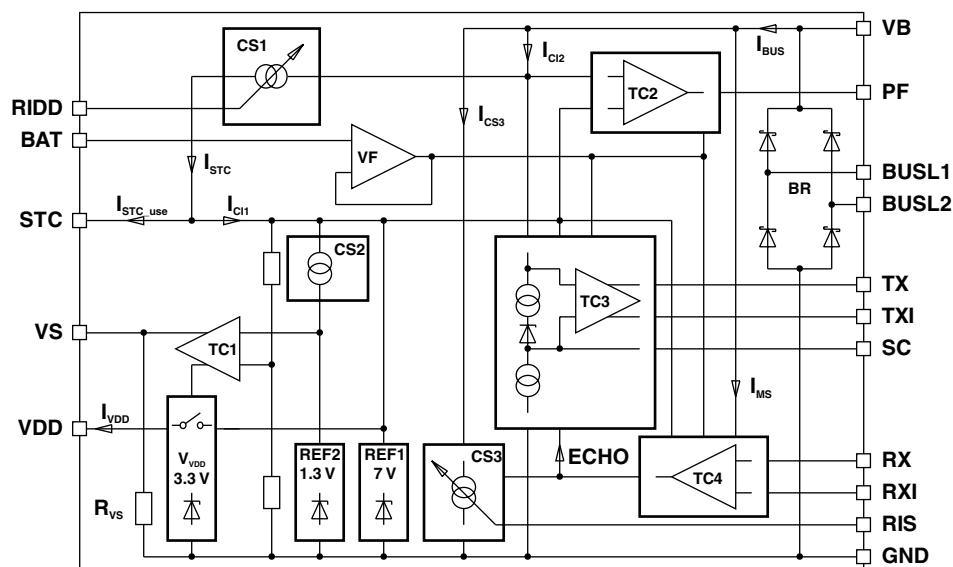 VB
CS1
I_BUS
I_CI2
PF
TC2
RIDD
I_CS3
BAT
VF
I_STC
BUSL1
BR
BUSL2
I_STC_use
I_CI1
STC
CS2
TX
TC3
TXI
VS
TC1
SC
I_MS
I_VDD
VDD
ECHO
CS3
REF2
1.3 V
REF1
7 V
V_VDD
3.3 V
RX
TC4
RXI
R_VS
RIS
GND